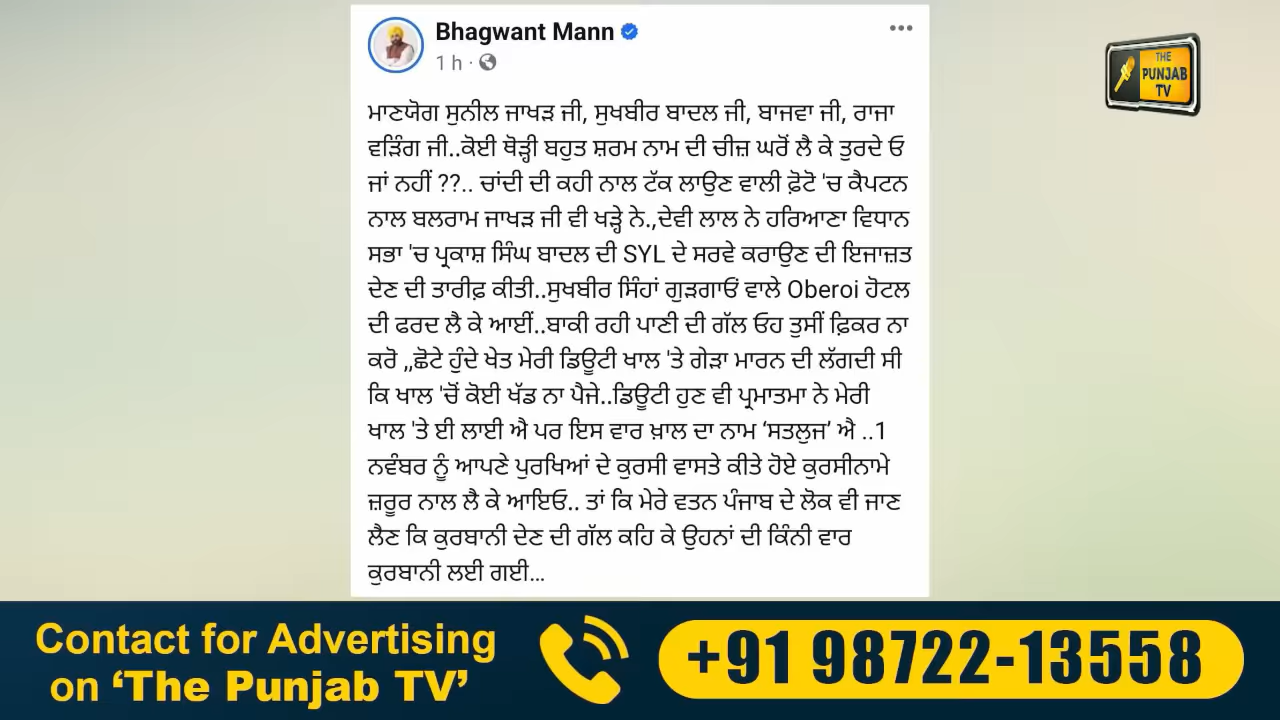 Bhagwant Mann
1 h ·
ਮਾਣਯੋਗ ਸੁਨੀਲ ਜਾਖੜ ਜੀ, ਸੁਖਬੀਰ ਬਾਦਲ ਜੀ, ਬਾਜਵਾ ਜੀ, ਰਾਜਾ
ਵੜਿੰਗ ਜੀ..ਕੋਈ ਥੋੜ੍ਹੀ ਬਹੁਤ ਸ਼ਰਮ ਨਾਮ ਦੀ ਚੀਜ਼ ਘਰੋਂ ਲੈ ਕੇ ਤੁਰਦੇ ਓ
ਜਾਂ ਨਹੀਂ ??.. ਚਾਂਦੀ ਦੀ ਕਹੀ ਨਾਲ ਟੱਕ ਲਾਉਣ ਵਾਲੀ ਫ਼ੋਟੋ 'ਚ ਕੈਪਟਨ
ਨਾਲ ਬਲਰਾਮ ਜਾਖੜ ਜੀ ਵੀ ਖੜ੍ਹੇ ਨੇ.,ਦੇਵੀ ਲਾਲ ਨੇ ਹਰਿਆਣਾ ਵਿਧਾਨ
ਸਭਾ 'ਚ ਪ੍ਰਕਾਸ਼ ਸਿੰਘ ਬਾਦਲ ਦੀ SYL ਦੇ ਸਰਵੇ ਕਰਾਉਣ ਦੀ ਇਜਾਜ਼ਤ
ਦੇਣ ਦੀ ਤਾਰੀਫ਼ ਕੀਤੀ..ਸੁਖਬੀਰ ਸਿੰਹਾਂ ਗੁੜਗਾਓਂ ਵਾਲੇ Oberoi ਹੋਟਲ
ਦੀ ਫਰਦ ਲੈ ਕੇ ਆਈਂ..ਬਾਕੀ ਰਹੀ ਪਾਣੀ ਦੀ ਗੱਲ ਓਹ ਤੁਸੀਂ ਫ਼ਿਕਰ ਨਾ
ਕਰੋ ,,ਛੋਟੇ ਹੁੰਦੇ ਖੇਤ ਮੇਰੀ ਡਿਊਟੀ ਖਾਲ 'ਤੇ ਗੇੜਾ ਮਾਰਨ ਦੀ ਲੱਗਦੀ ਸੀ
ਕਿ ਖਾਲ 'ਚੋਂ ਕੋਈ ਖੱਡ ਨਾ ਪੈਜੇ..ਡਿਊਟੀ ਹੁਣ ਵੀ ਪ੍ਰਮਾਤਮਾ ਨੇ ਮੇਰੀ
ਖਾਲ 'ਤੇ ਈ ਲਾਈ ਐ ਪਰ ਇਸ ਵਾਰ ਖ਼ਾਲ ਦਾ ਨਾਮ ‘ਸਤਲੁਜ’ ਐ ..1
ਨਵੰਬਰ ਨੂੰ ਆਪਣੇ ਪੁਰਖਿਆਂ ਦੇ ਕੁਰਸੀ ਵਾਸਤੇ ਕੀਤੇ ਹੋਏ ਕੁਰਸੀਨਾਮੇ
ਜ਼ਰੂਰ ਨਾਲ ਲੈ ਕੇ ਆਇਓ.. ਤਾਂ ਕਿ ਮੇਰੇ ਵਤਨ ਪੰਜਾਬ ਦੇ ਲੋਕ ਵੀ ਜਾਣ
ਲੈਣ ਕਿ ਕੁਰਬਾਨੀ ਦੇਣ ਦੀ ਗੱਲ ਕਹਿ ਕੇ ਉਹਨਾਂ ਦੀ ਕਿੰਨੀ ਵਾਰ
ਕੁਰਬਾਨੀ ਲਈ ਗਈ...
THE
PUNJAB
TV
Contact for Advertising
on ‘The Punjab TV’
+91 98722-13558